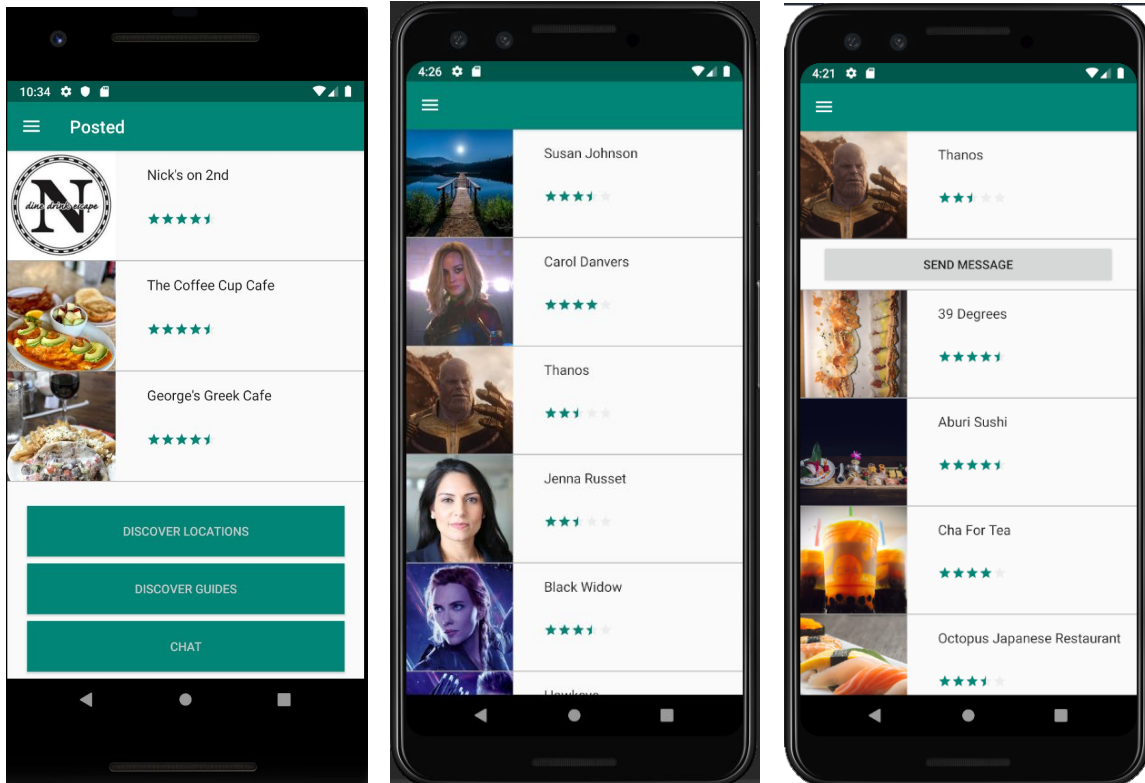 10:34
Posted
Nick's on 2nd
N
dine drink escape
The Coffee Cup Cafe
George's Greek Cafe
DISCOVER LOCATIONS
DISCOVER GUIDES
CHAT
4:26
Susan Johnson
Carol Danvers
Thanos
Jenna Russet
Black Widow
Hawkeye
4:21
Thanos
SEND MESSAGE
39 Degrees
Aburi Sushi
Cha For Tea
Octopus Japanese Restaurant